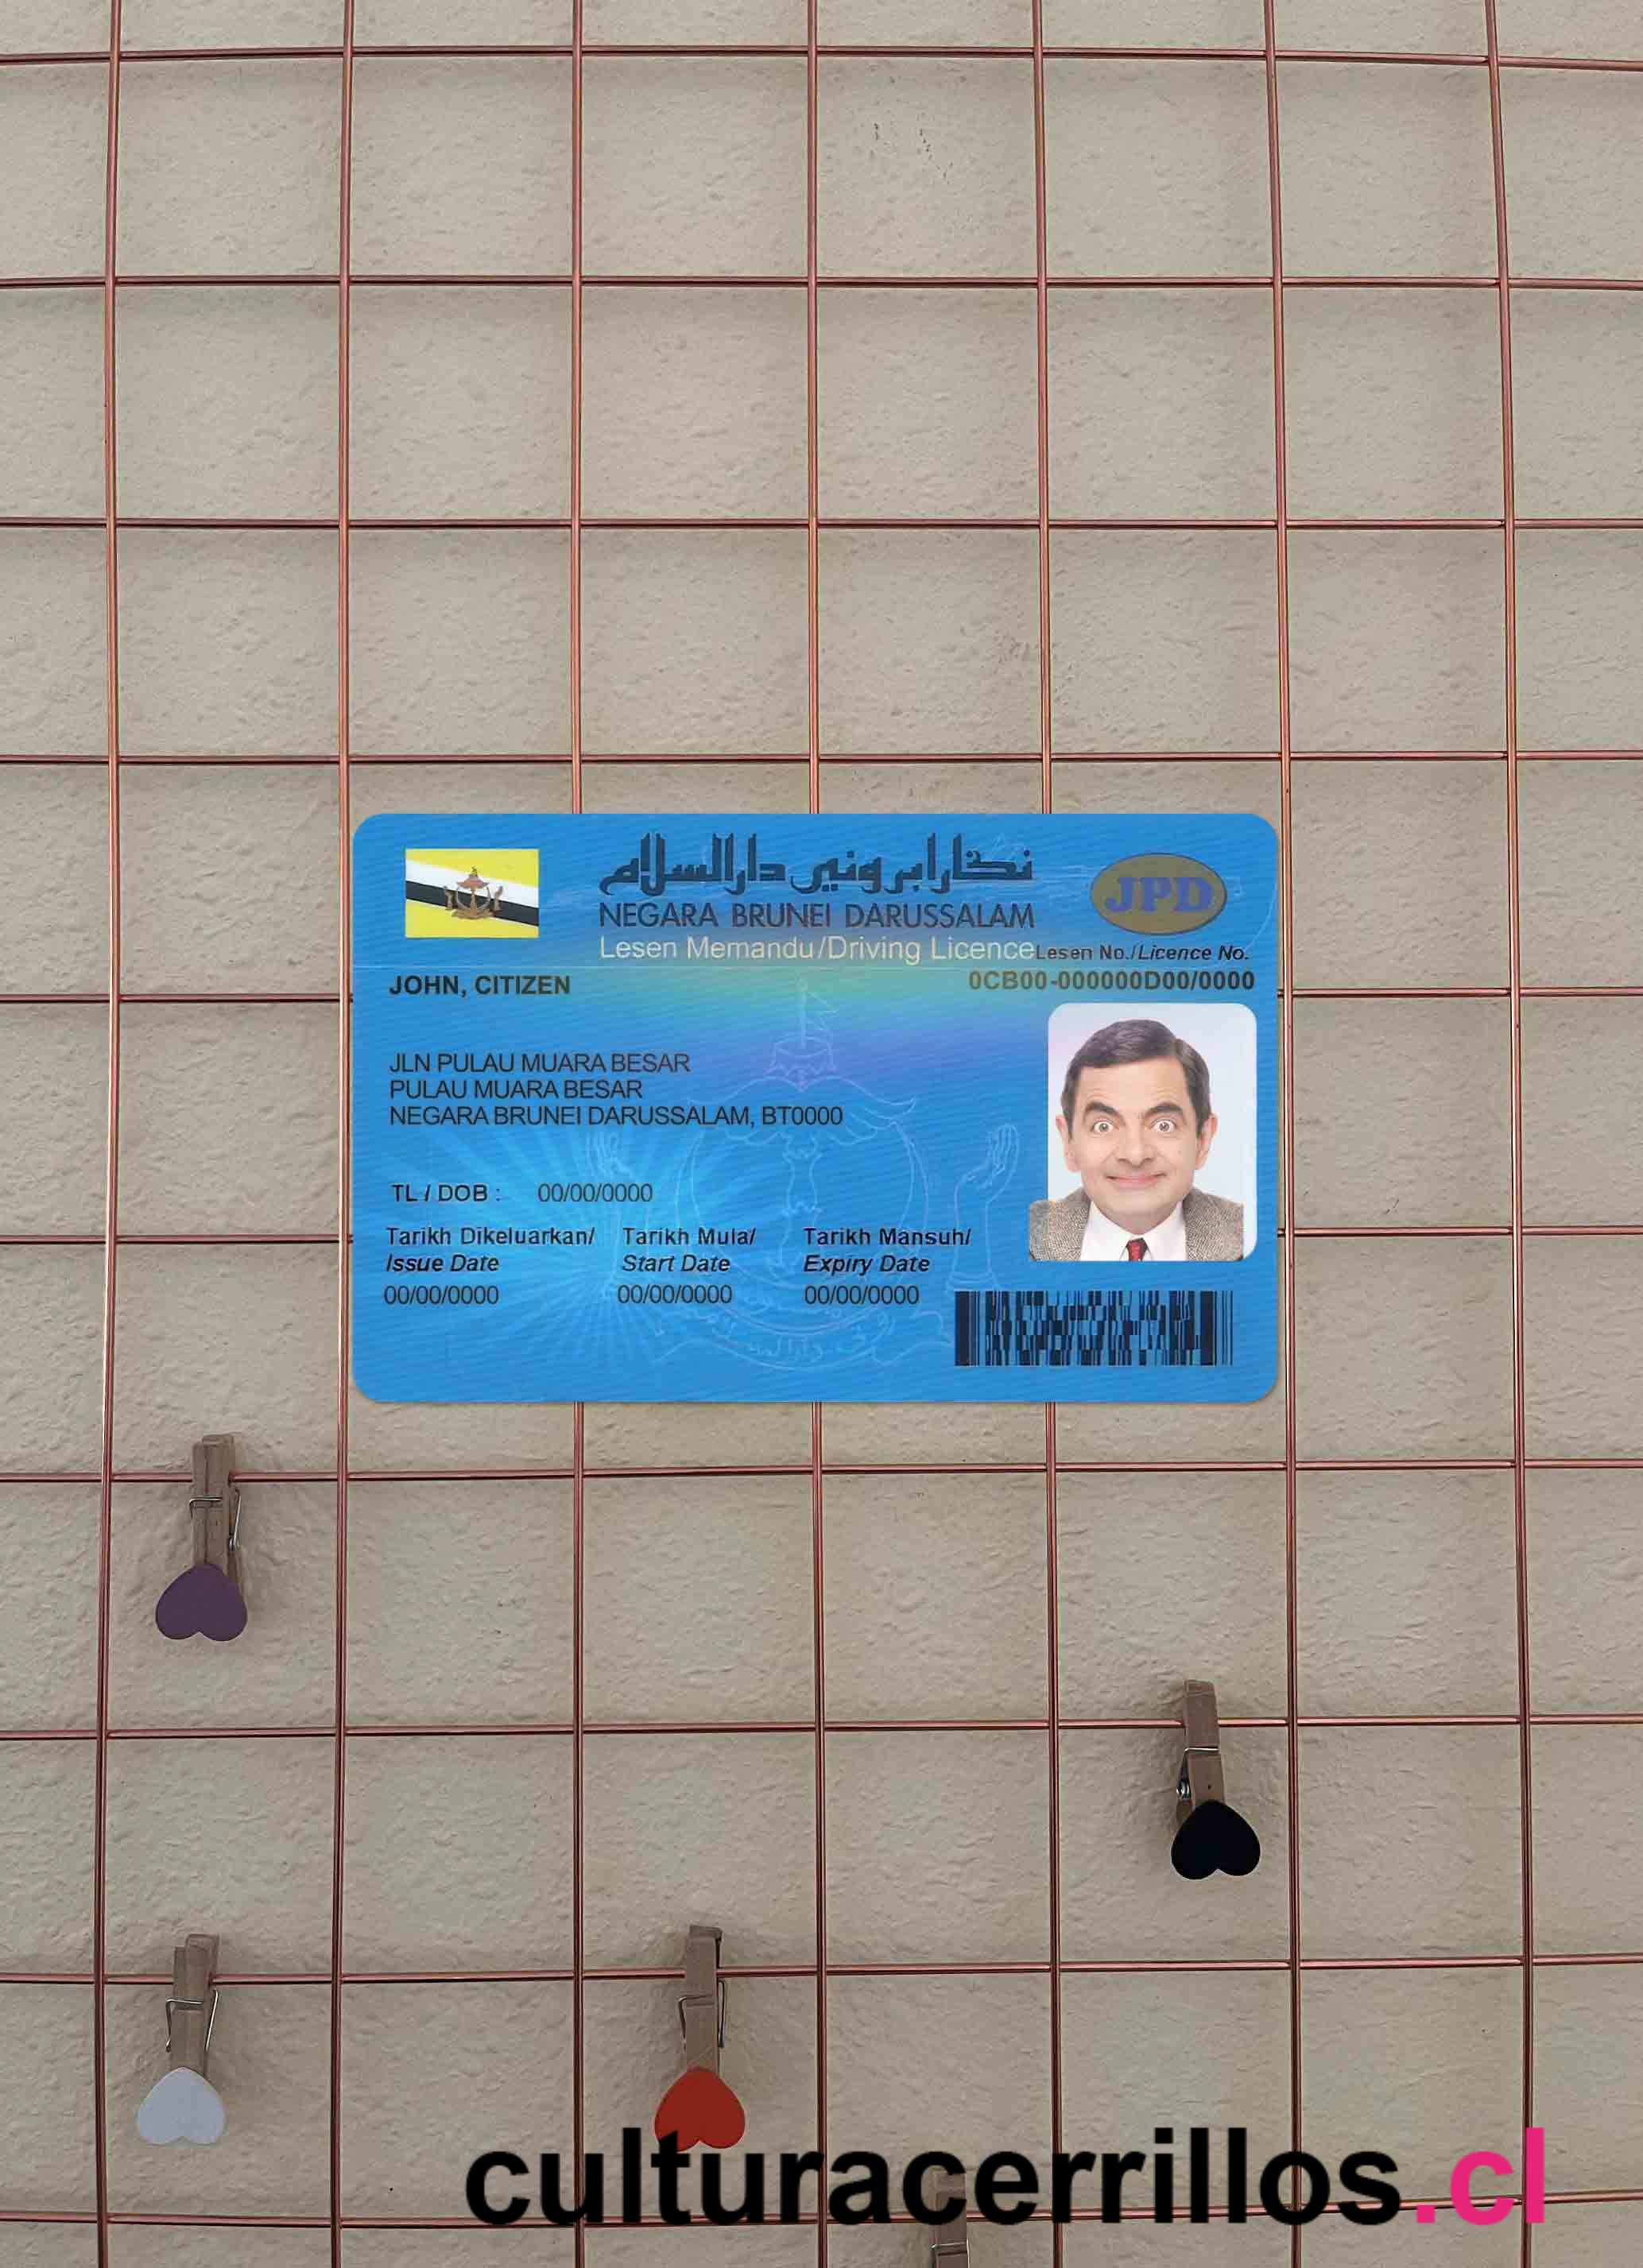 نڬارا بروني دارالسلام
NEGARA BRUNEI DARUSSALAM
JPD
Lesen Memandu/Driving Licence
Lesen No./Licence No.
JOHN, CITIZEN
0CB00-000000D00/0000
JLN PULAU MUARA BESAR
PULAU MUARA BESAR
NEGARA BRUNEI DARUSSALAM, BT0000
TL / DOB : 00/00/0000
Tarikh Dikeluarkan/ Tarikh Mula/ Tarikh Mansuh/
Issue Date Start Date Expiry Date
00/00/0000 00/00/0000 00/00/0000
culturacerrillos.cl